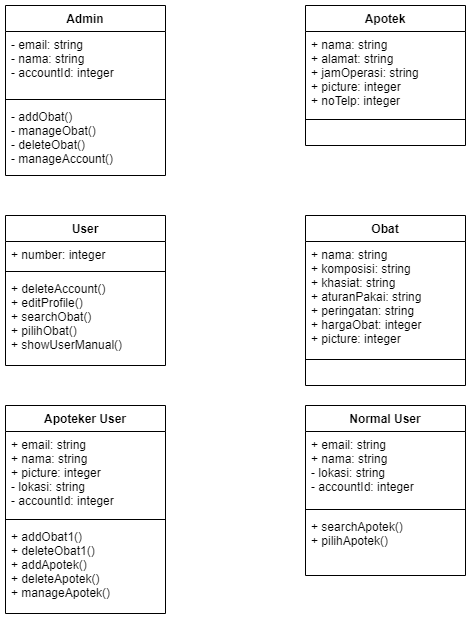 Admin
- email: string
- nama: string
- accountId: integer
- addObat()
- manageObat()
- deleteObat()
- manageAccount()
Apotek
+ nama: string
+ alamat: string
+ jamOperasi: string
+ picture: integer
+ noTelp: integer
User
+ number: integer
+ deleteAccount()
+ editProfile()
+ searchObat()
+ pilihObat()
+ showUserManual()
Obat
+ nama: string
+ komposisi: string
+ khasiat: string
+ aturanPakai: string
+ peringatan: string
+ hargaObat: integer
+ picture: integer
Apoteker User
+ email: string
+ nama: string
+ picture: integer
- lokasi: string
- accountId: integer
+ addObat1()
+ deleteObat1()
+ addApotek()
+ deleteApotek()
+ manageApotek()
Normal User
+ email: string
+ nama: string
- lokasi: string
- accountId: integer
+ searchApotek()
+ pilihApotek()